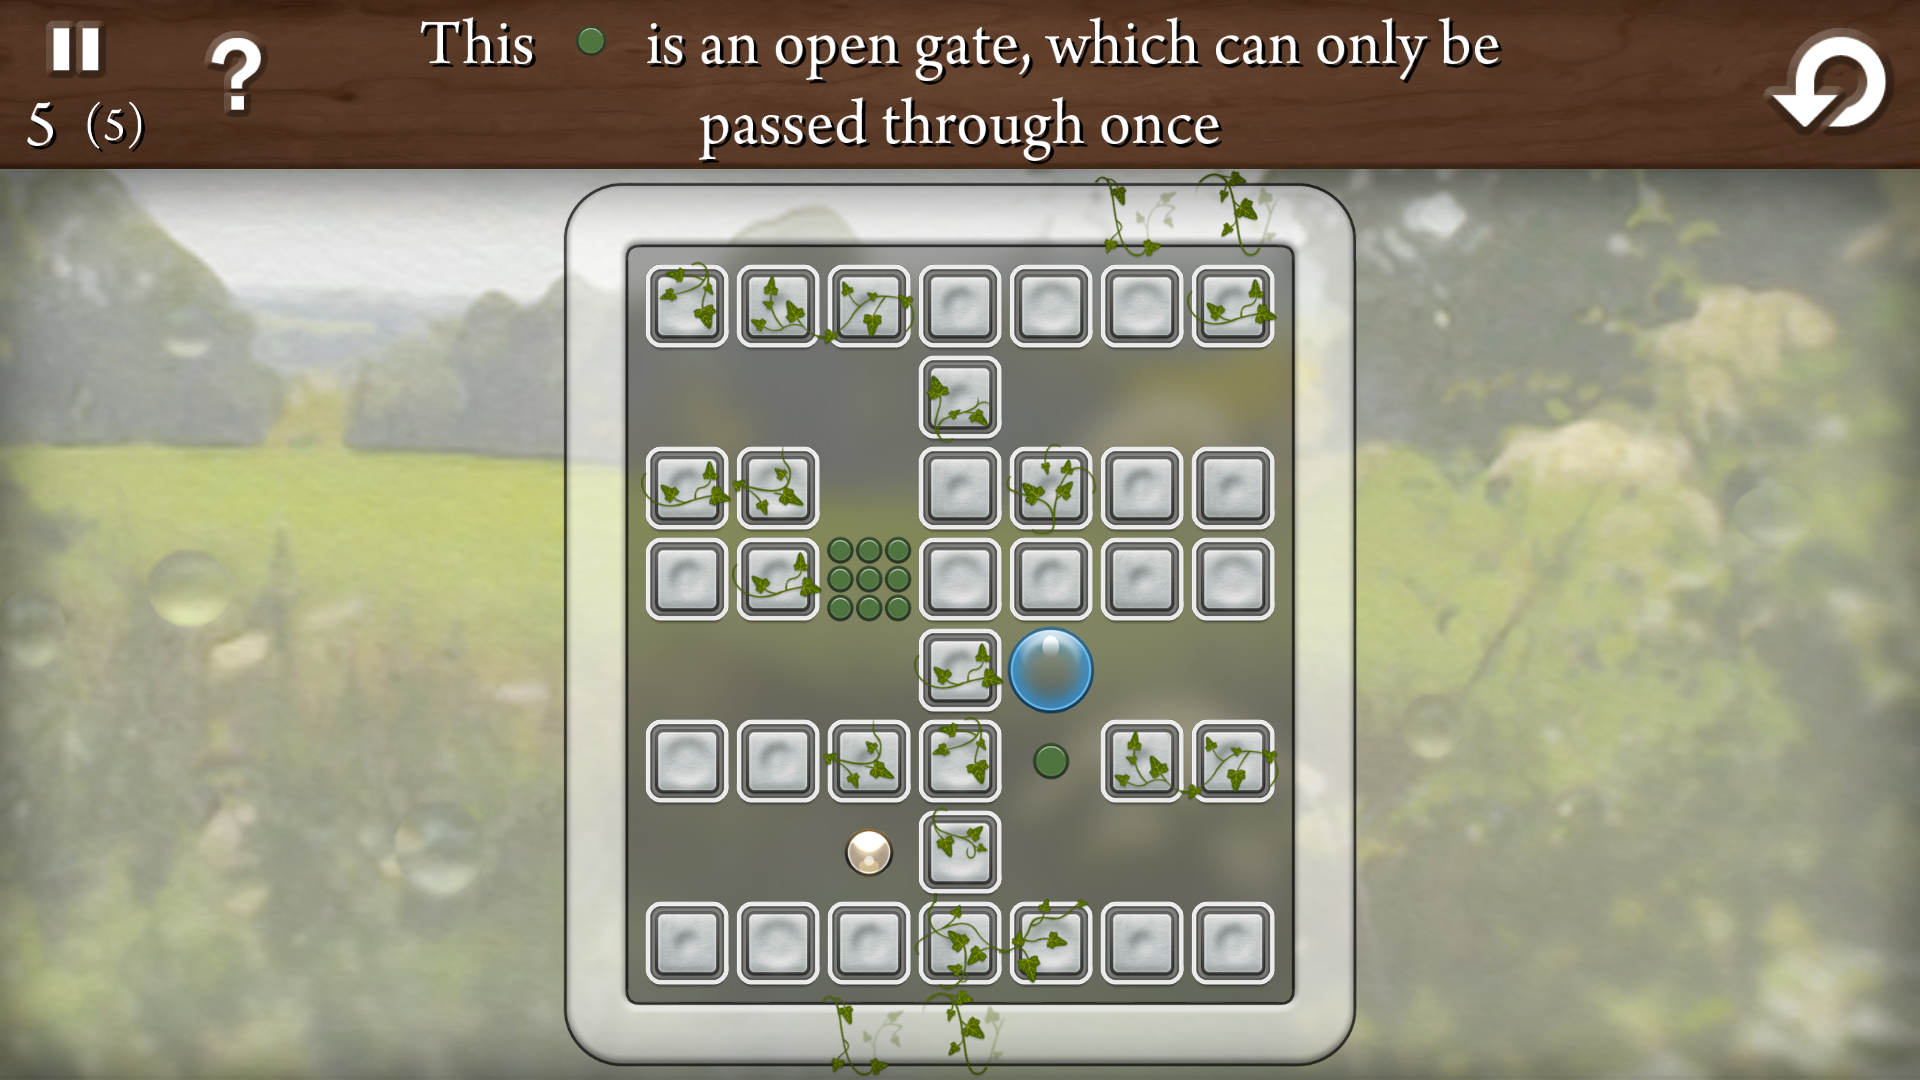 This is an open gate, which can only be
passed through once
?
5 (5)